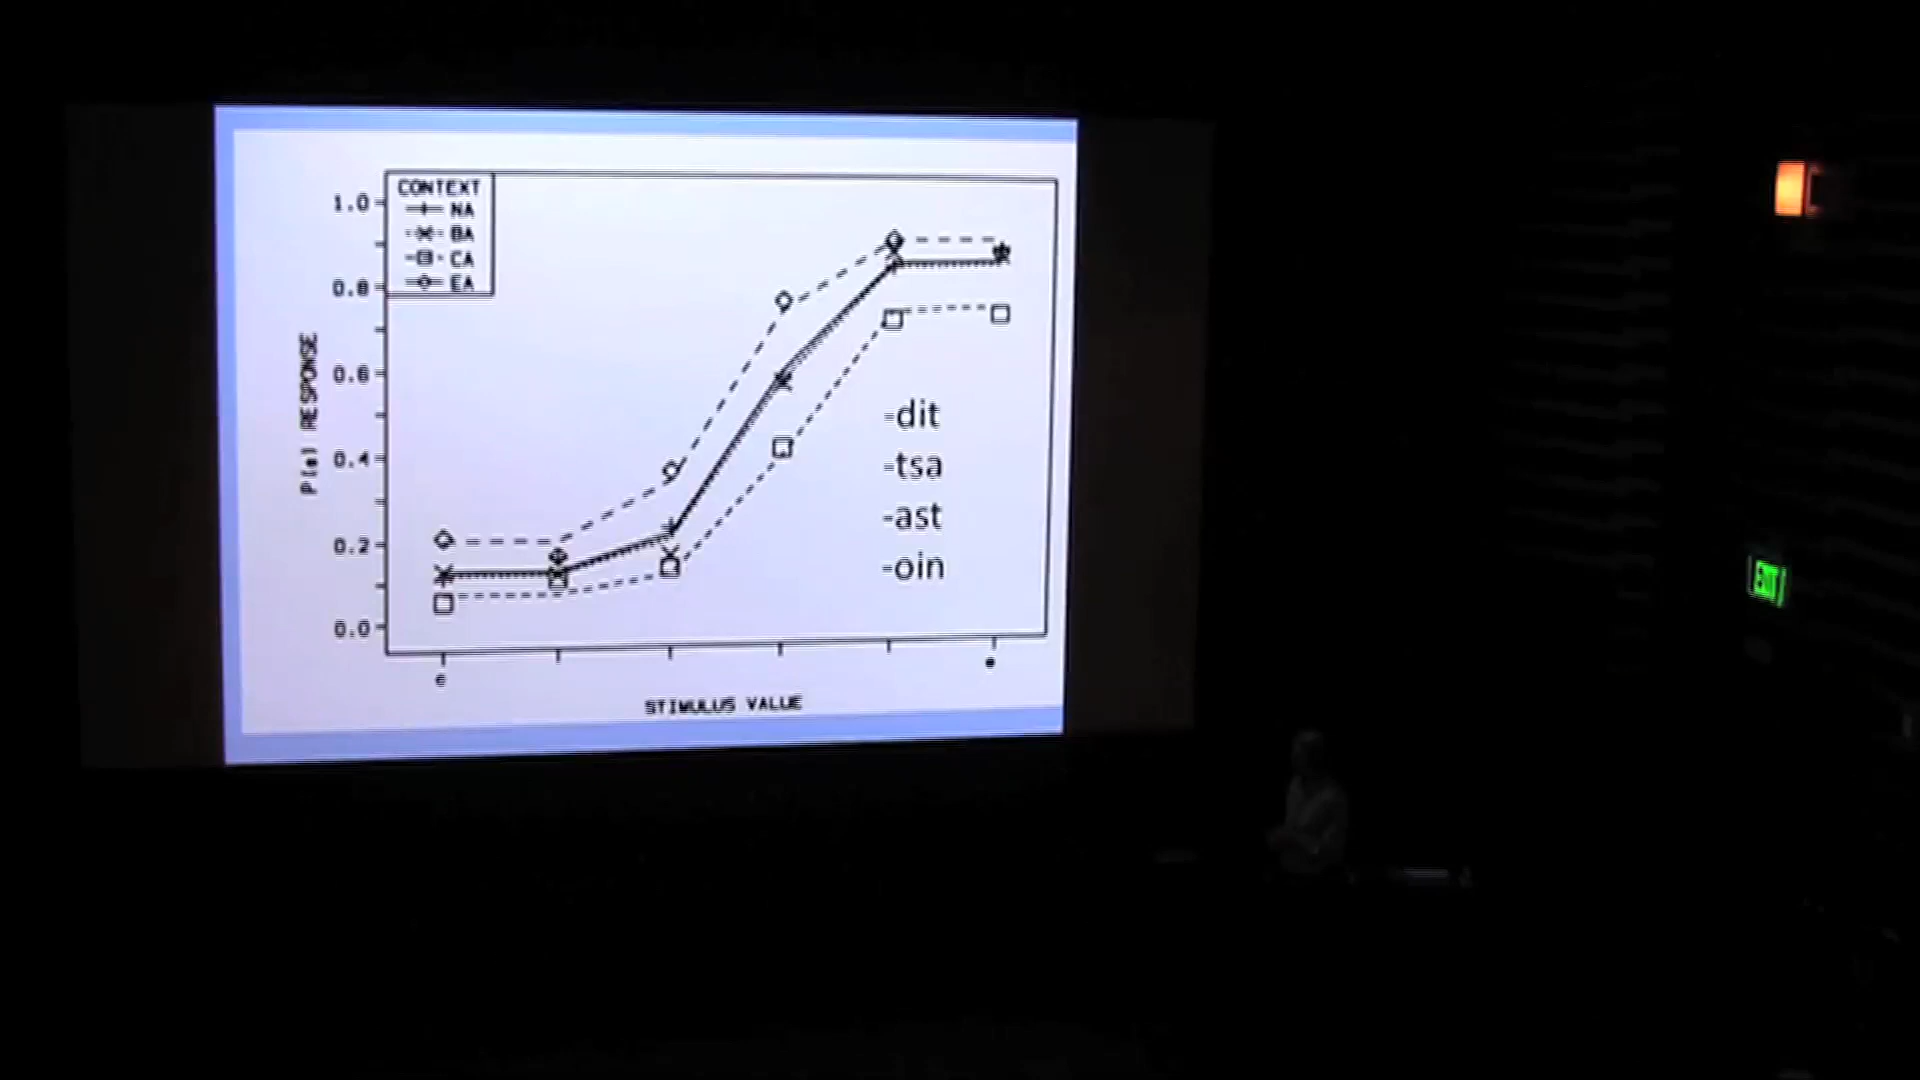 CONTEXT
NA
BA
CA
EA
1.0
0.8
0.6
0.4
0.2
0.0
P(e) RESPONSE
-dit
-tsa
-ast
-oin
c
e
STIMULUS VALUE
EXIT